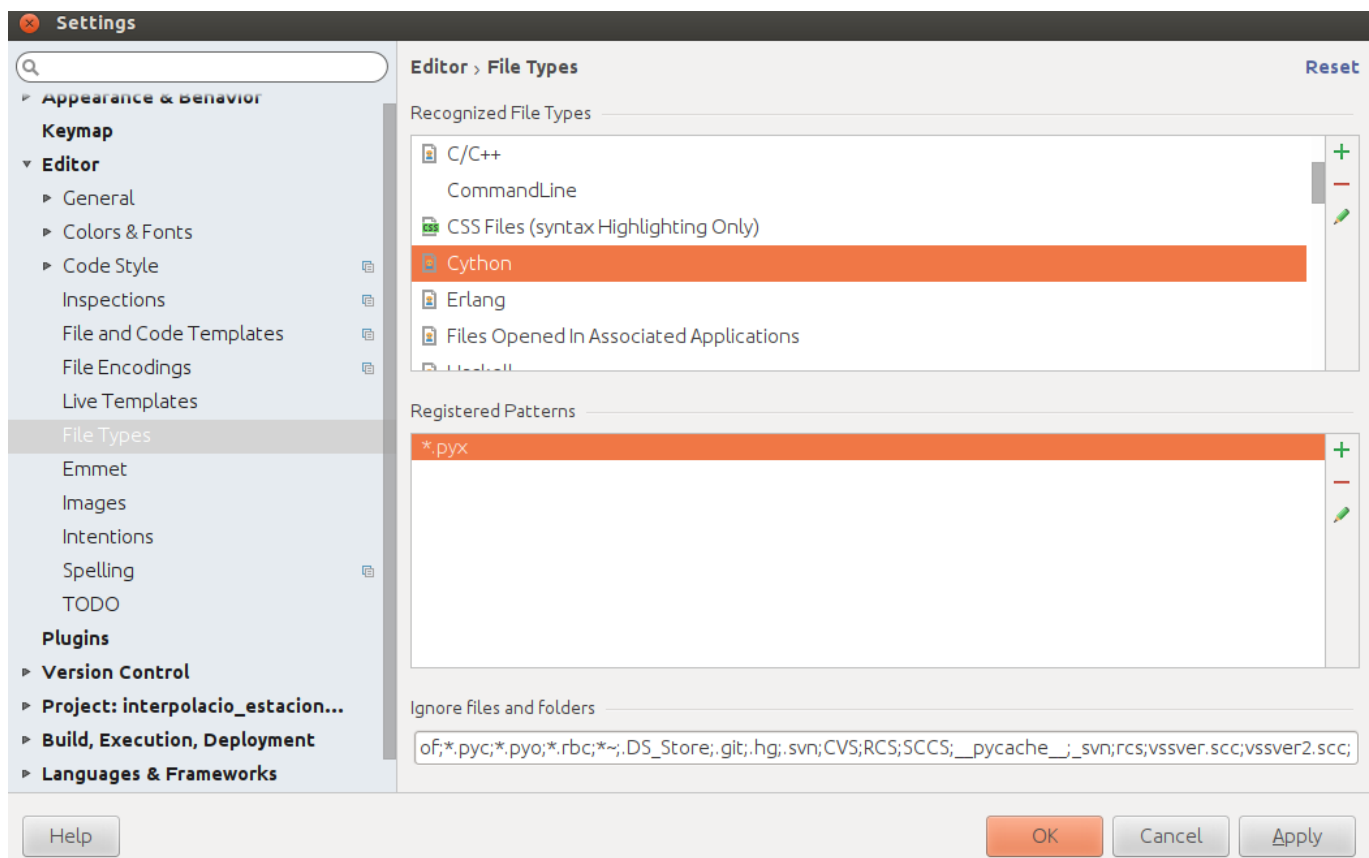 Settings
Appearance & Behavior
Keymap
Editor
General
Colors & Fonts
Code Style
Inspections
File and Code Templates
File Encodings
Live Templates
File Types
Emmet
Images
Intentions
Spelling
TODO
Plugins
Version Control
Project: interpolacio_estacion...
Build, Execution, Deployment
Languages & Frameworks
Editor › File Types
Reset
Recognized File Types
C/C++
CommandLine
CSS Files (syntax Highlighting Only)
Cython
Erlang
Files Opened In Associated Applications
Haskell
Registered Patterns
*.pyx
Ignore files and folders
of;*.pyc;*.pyo;*.rbc;*~;.DS_Store;.git;.hg;.svn;CVS;RCS;SCCS;__pycache__;_svn;rcs;vssver.scc;vssver2.scc;
Help
OK
Cancel
Apply